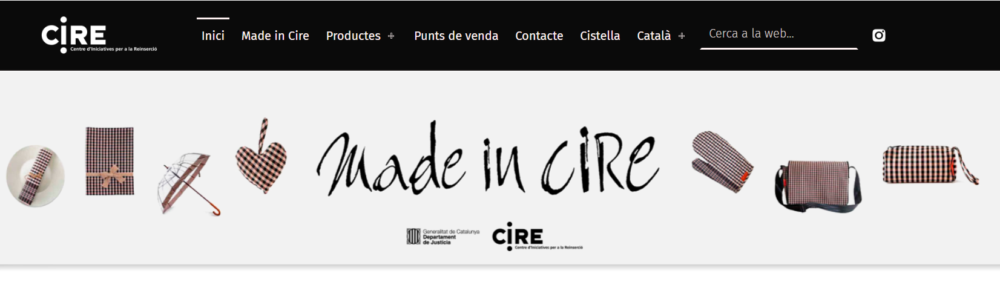 CiRE
Centre d'Iniciatives per a la Reinserció
Inici Made in Cire Productes + Punts de venda Contacte Cistella Català + Cerca a la web...
Made in CiRe
Generalitat de Catalunya
Departament
de Justícia
CiRE
Centre d'Iniciatives per a la Reinserció